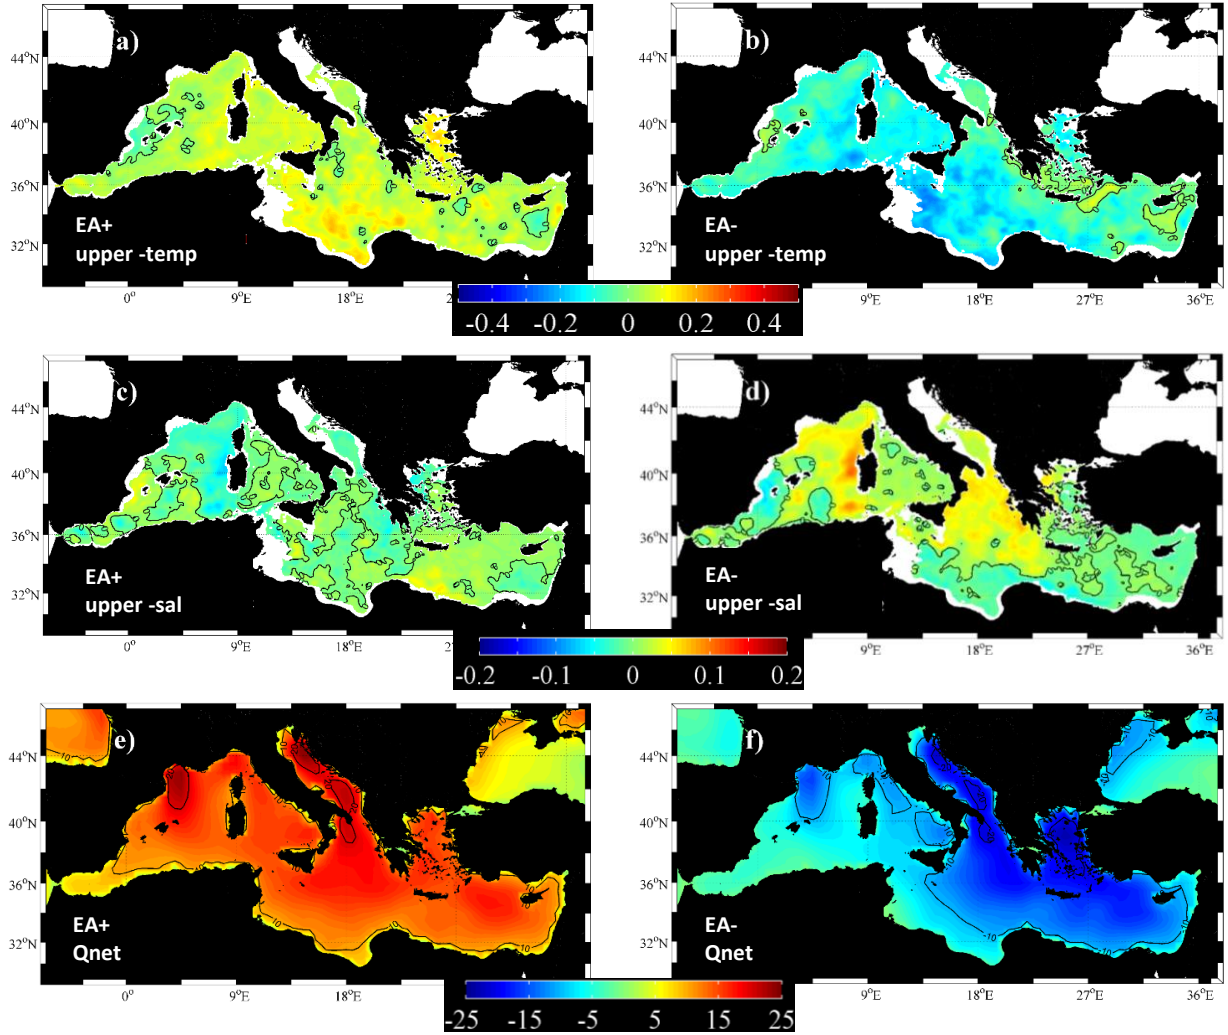 a)
44°N
40°N
36°N
32°N
EA+
upper -temp
0°
9°E
18°E
b)
44°N
40°N
36°N
32°N
EA-
upper -temp
9°E
18°E
27°E
36°E
-0.4 -0.2 0 0.2 0.4
c)
44°N
40°N
36°N
32°N
EA+
upper -sal
0°
9°E
18°E
d)
44°N
40°N
36°N
32°N
EA-
upper -sal
9°E
18°E
27°E
36°E
-0.2 -0.1 0 0.1 0.2
e)
44°N
40°N
36°N
32°N
EA+
Qnet
0°
9°E
18°E
f)
44°N
40°N
36°N
32°N
EA-
Qnet
9°E
18°E
27°E
36°E
-25 -15 -5 5 15 25